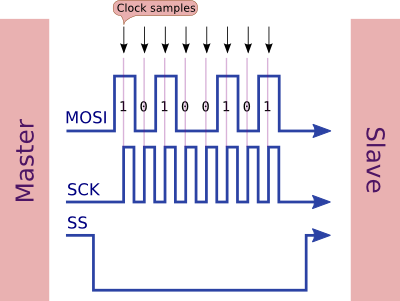 Clock samples
MOSI
1 0 1 0 0 1 0 1
SCK
SS
Master
Slave